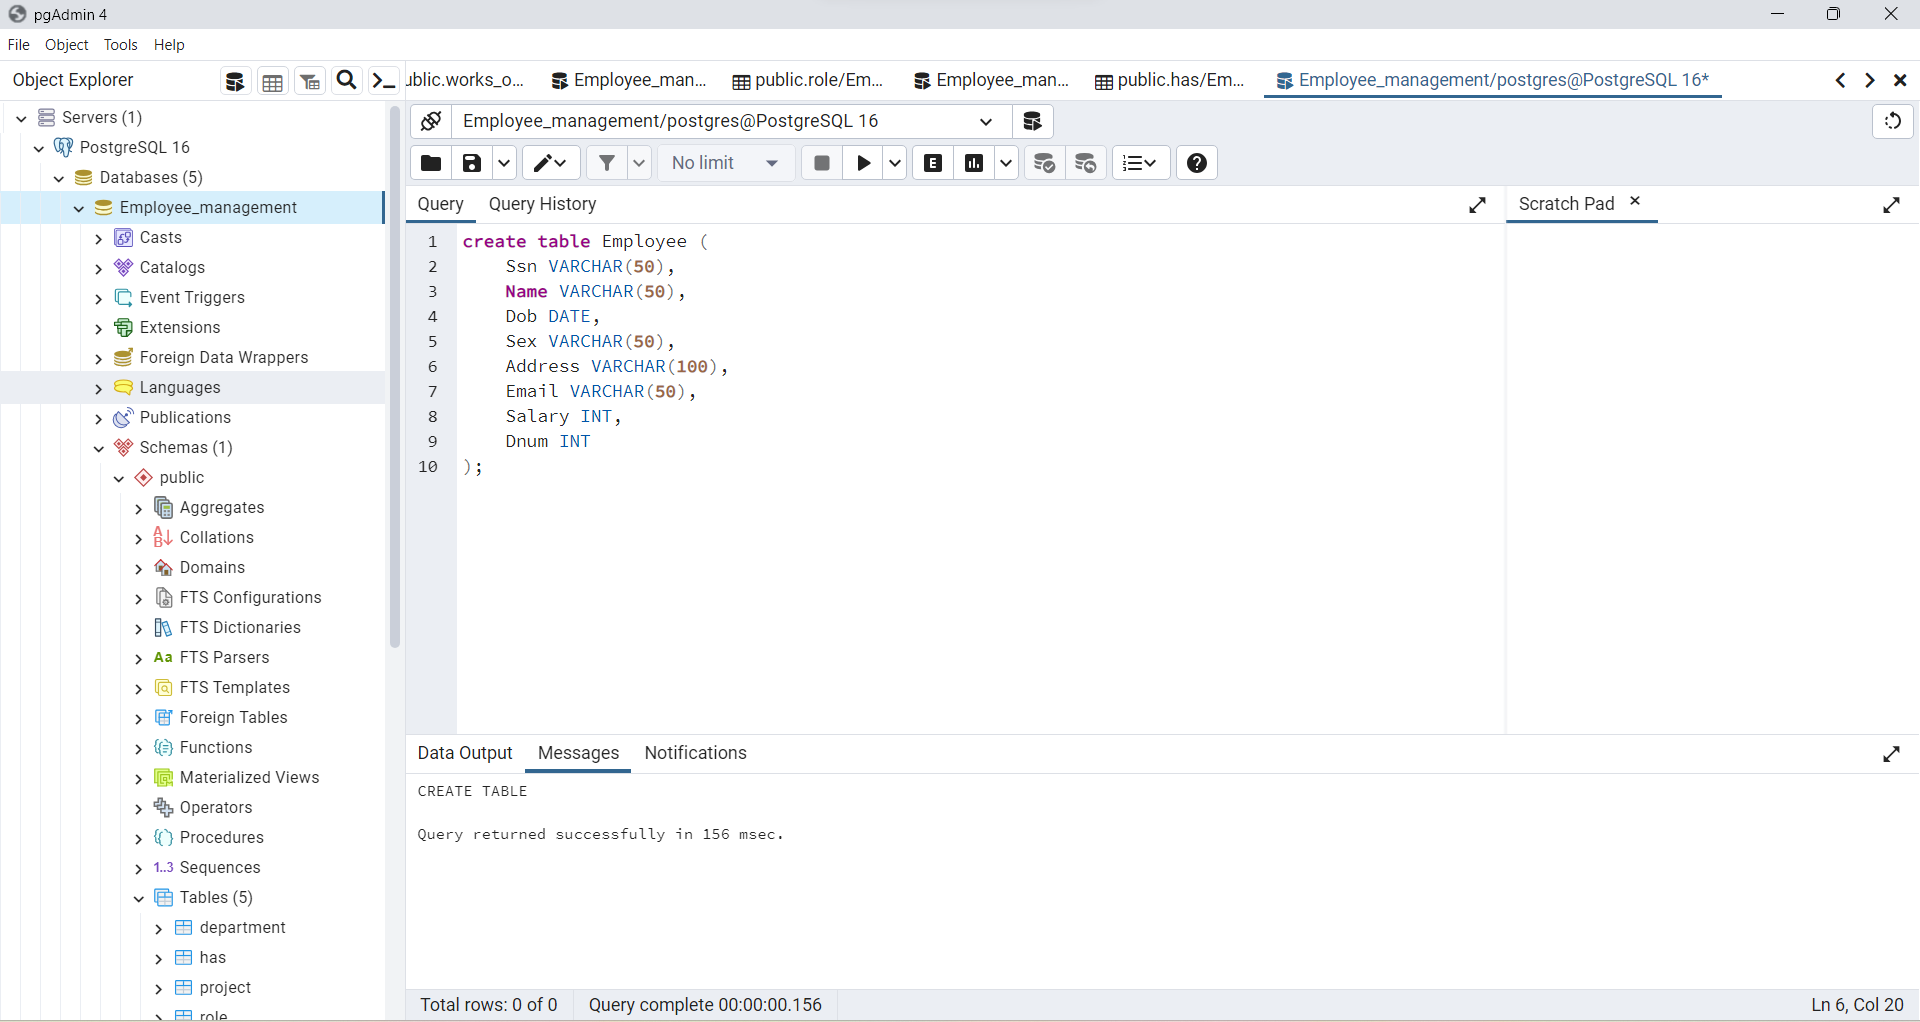 pgAdmin 4
File Object Tools Help
Object Explorer
ublic.works_o... Employee_man... public.role/Em... Employee_man... public.has/Em... Employee_management/postgres@PostgreSQL 16*
Servers (1)
PostgreSQL 16
Databases (5)
Employee_management
Casts
Catalogs
Event Triggers
Extensions
Foreign Data Wrappers
Languages
Publications
Schemas (1)
public
Aggregates
Collations
Domains
FTS Configurations
FTS Dictionaries
Aa FTS Parsers
FTS Templates
Foreign Tables
Functions
Materialized Views
Operators
Procedures
1..3 Sequences
Tables (5)
department
has
project
role
Employee_management/postgres@PostgreSQL 16
No limit
E
Query Query History
Scratch Pad
1 create table Employee (
2 Ssn VARCHAR(50),
3 Name VARCHAR(50),
4 Dob DATE,
5 Sex VARCHAR(50),
6 Address VARCHAR(100),
7 Email VARCHAR(50),
8 Salary INT,
9 Dnum INT
10 );
Data Output Messages Notifications
CREATE TABLE
Query returned successfully in 156 msec.
Total rows: 0 of 0 Query complete 00:00:00.156 Ln 6, Col 20